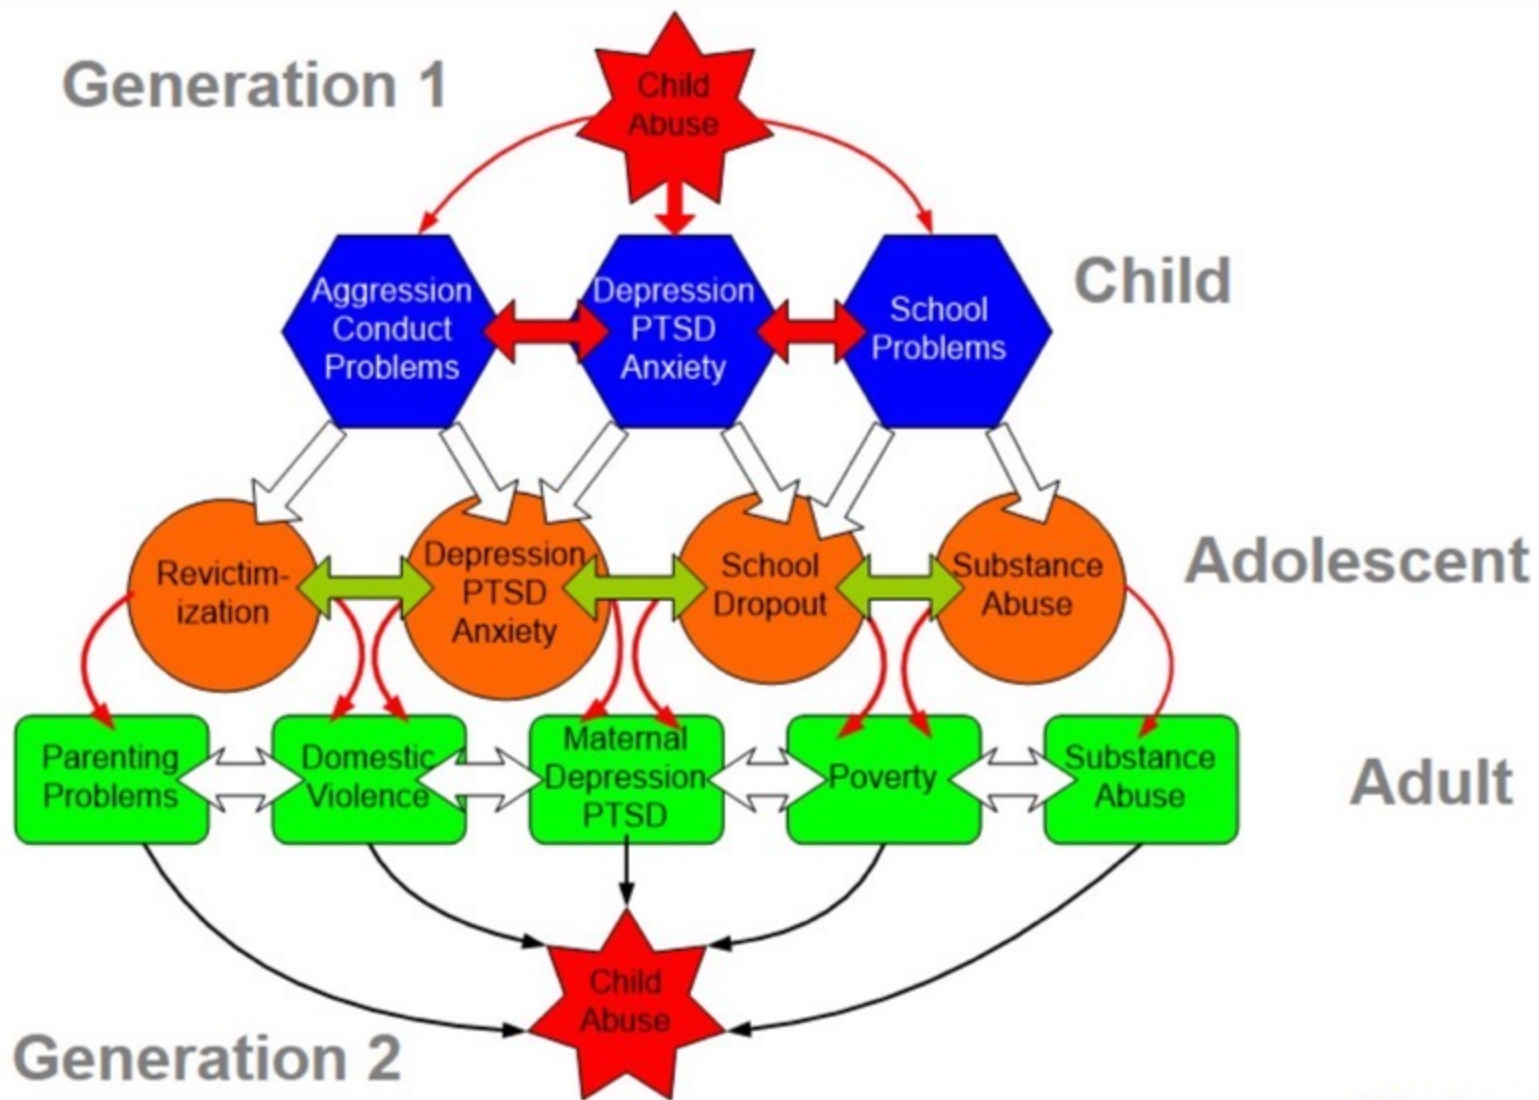 Generation 1
Child
Abuse
Aggression
Conduct
Problems
Depression
PTSD
Anxiety
School
Problems
Child
Revictim-
ization
Depression
PTSD
Anxiety
School
Dropout
Substance
Abuse
Adolescent
Parenting
Problems
Domestic
Violence
Maternal
Depression
PTSD
Poverty
Substance
Abuse
Adult
Child
Abuse
Generation 2